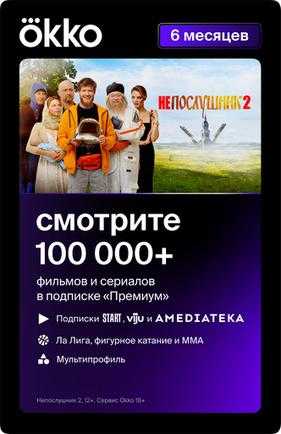 okko
6 месяцев
НЕПОСЛУШНИК 2
смотрите
100 000+
фильмов и сериалов
в подписке «Премиум»
Подписки START, viju и AMEDIATEKA
Ла Лига, фигурное катание и ММА
Мультипрофиль
Непослушник 2, 12+. Сервис Okko 18+